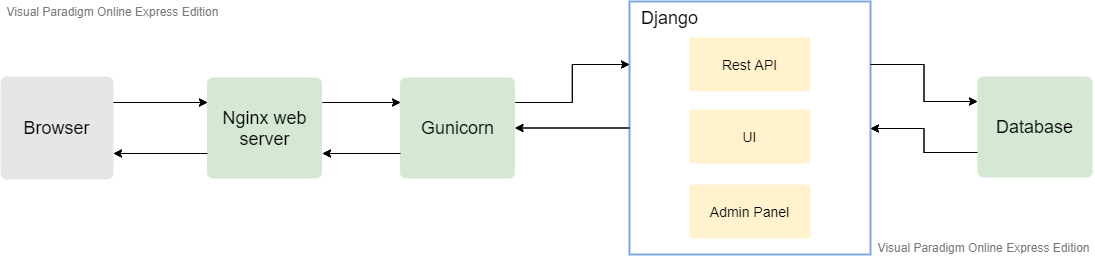 Visual Paradigm Online Express Edition
Django
Rest API
Browser
Nginx web
server
Gunicorn
UI
Database
Admin Panel
Visual Paradigm Online Express Edition